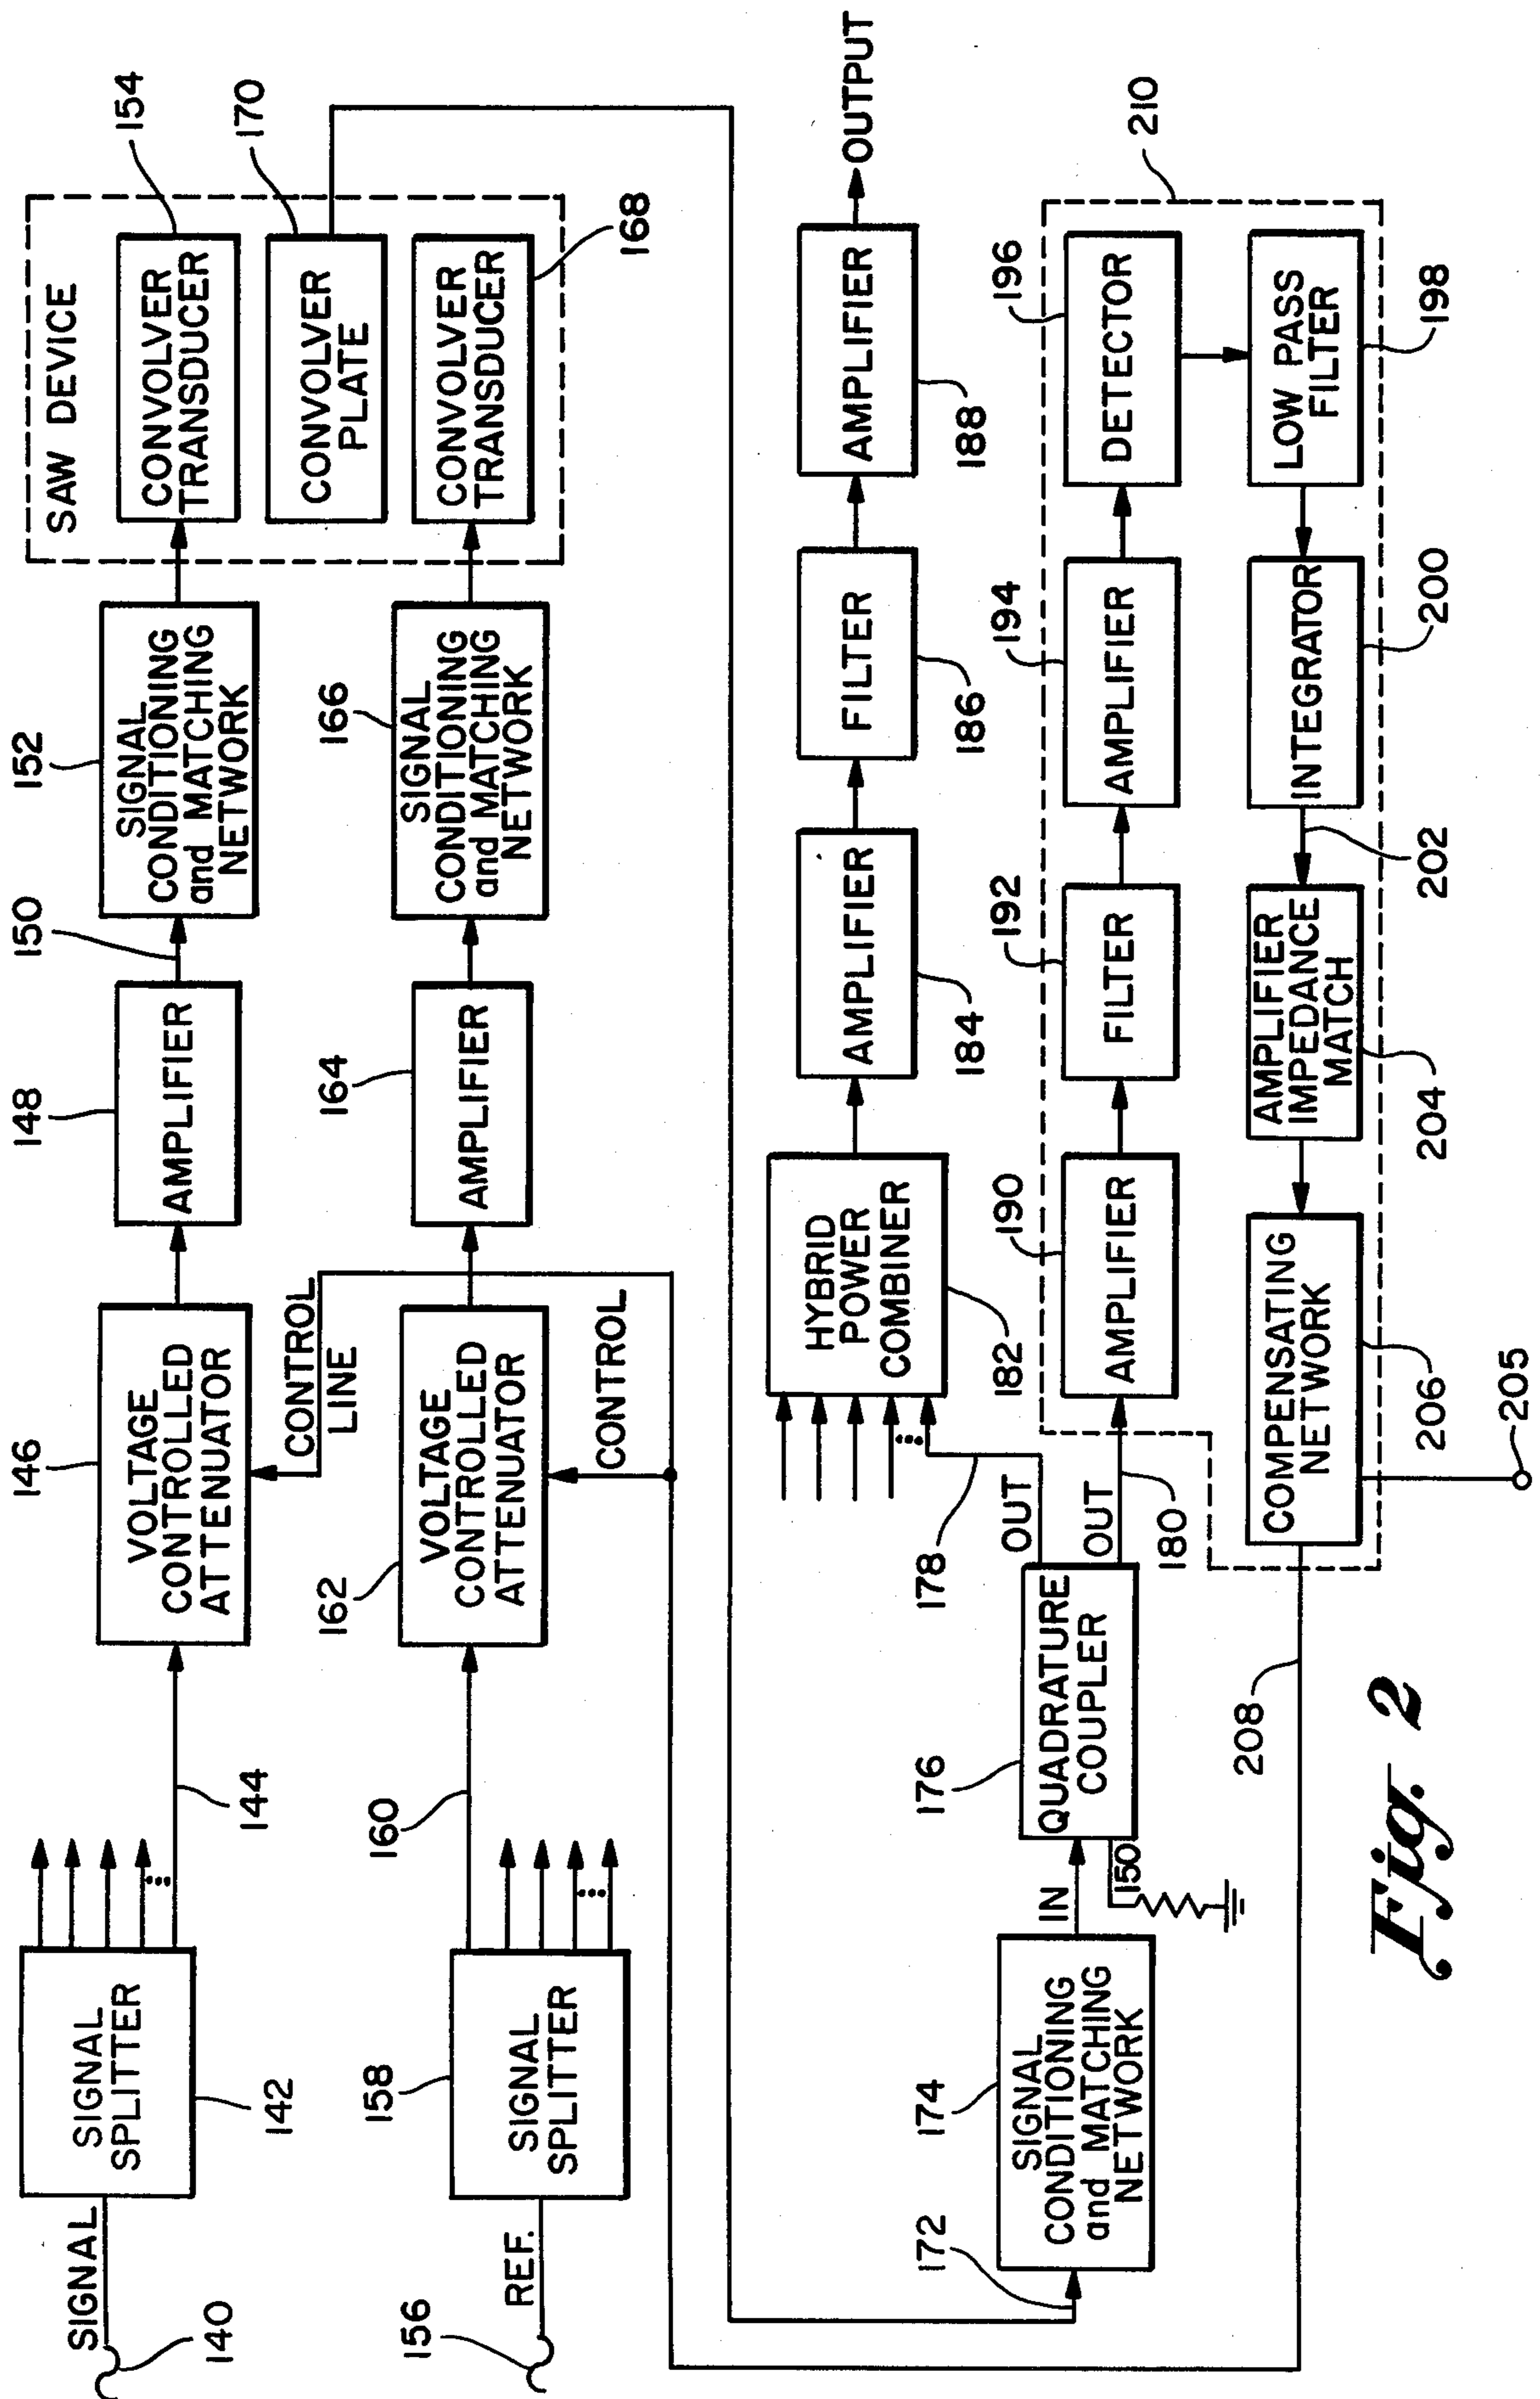 SIGNAL
140
SIGNAL
SPLITTER
142
144
146
VOLTAGE
CONTROLLED
ATTENUATOR
CONTROL
LINE
148
AMPLIFIER
150
152
SIGNAL
CONDITIONING
and MATCHING
NETWORK
SAW DEVICE
CONVOLVER
TRANSDUCER
154
CONVOLVER
PLATE
170
CONVOLVER
TRANSDUCER
168
REF.
156
158
SIGNAL
SPLITTER
160
162
VOLTAGE
CONTROLLED
ATTENUATOR
CONTROL
164
AMPLIFIER
166
SIGNAL
CONDITIONING
and MATCHING
NETWORK
172
174
SIGNAL
CONDITIONING
and MATCHING
NETWORK
IN
150
176
QUADRATURE
COUPLER
OUT
OUT
178
180
HYBRID
POWER
COMBINER
182
AMPLIFIER
184
FILTER
186
AMPLIFIER
188
OUTPUT
190
AMPLIFIER
192
FILTER
194
AMPLIFIER
196
DETECTOR
210
LOW PASS
FILTER
198
INTEGRATOR
200
202
AMPLIFIER
IMPEDANCE
MATCH
204
COMPENSATING
NETWORK
206
205
208
Fig. 2